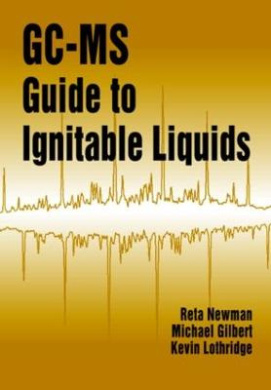 GC-MS
Guide to
Ignitable Liquids
Reta Newman
Michael Gilbert
Kevin Lothridge